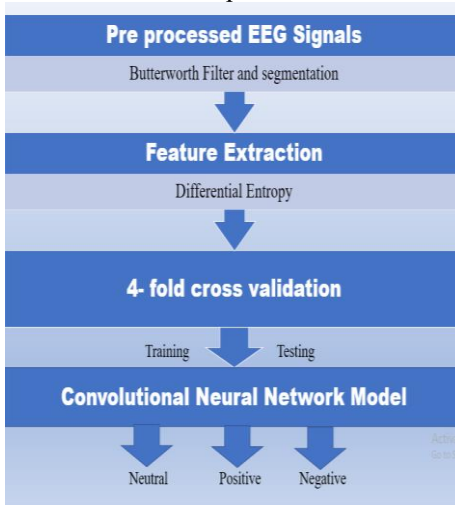 Pre processed EEG Signals
Butterworth Filter and segmentation
Feature Extraction
Differential Entropy
4- fold cross validation
Training Testing
Convolutional Neural Network Model
Neutral Positive Negative